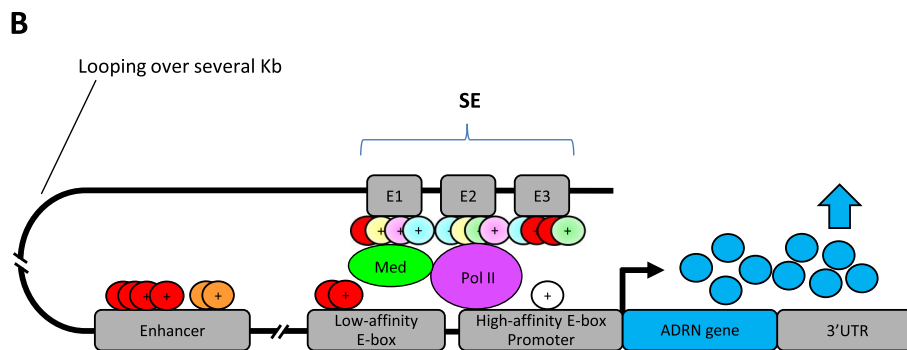 B
Looping over several Kb
SE
E1
E2
E3
+ + + + + +
Med
Pol II
+ + + + +
Enhancer
Low-affinity
E-box
High-affinity E-box
Promoter
ADRN gene
3’UTR